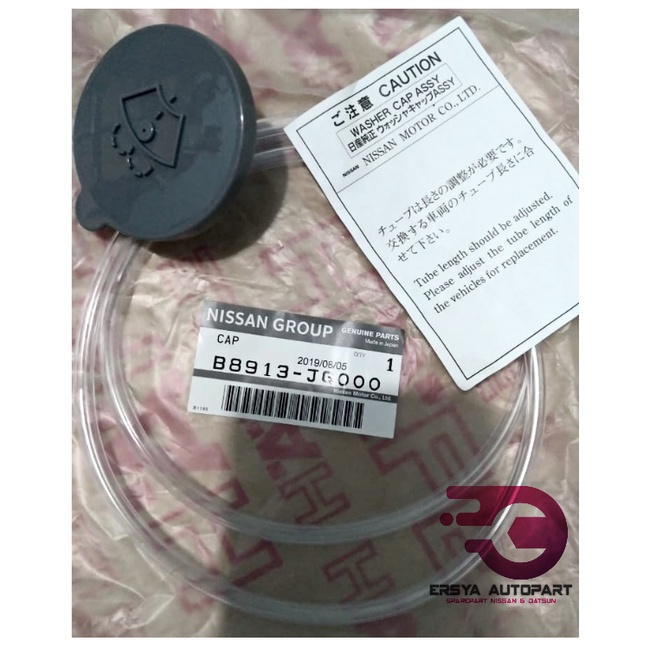 ご注意 CAUTION
WASHER CAP ASSY
日産純正 ウォッシャキャップASSY
NISSAN NISSAN MOTOR CO., LTD.
チューブは長さの調整が必要です。
交換する車両のチューブ長さに合
せて下さい。
Tube length should be adjusted.
Please adjust the tube length of
the vehicles for replacement.
NISSAN GROUP GENUINE PARTS
Made in Japan
CAP
2019/06/05
QTY 1
B8913-JG000
Nissan Motor Co., Ltd.
ERSYA AUTOPART
SPAREPART NISSAN & DATSUN